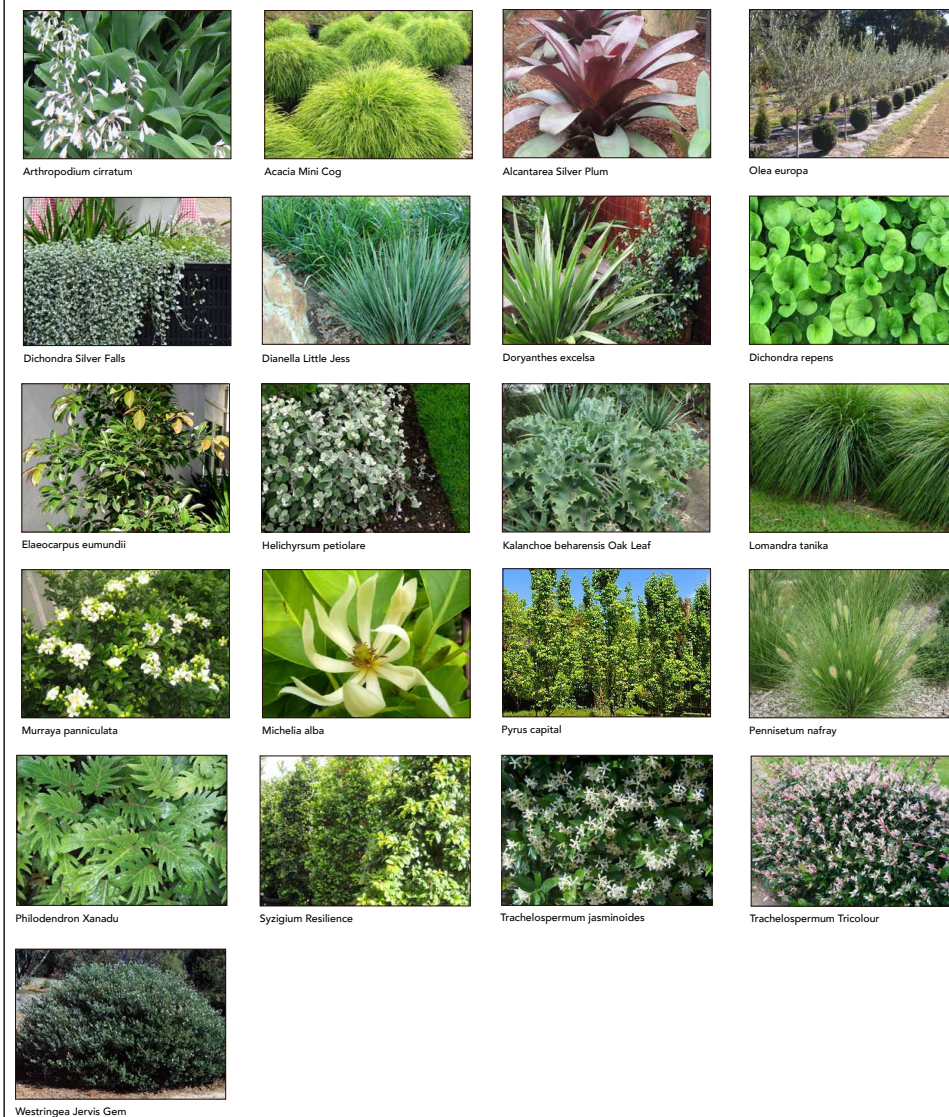 Arthropodium cirratum
Acacia Mini Cog
Alcantarea Silver Plum
Olea europa
Dichondra Silver Falls
Dianella Little Jess
Doryanthes excelsa
Dichondra repens
Elaeocarpus eumundii
Helichyrsum petiolare
Kalanchoe beharensis Oak Leaf
Lomandra tanika
Murraya panniculata
Michelia alba
Pyrus capital
Pennisetum nafray
Philodendron Xanadu
Syzigium Resilience
Trachelospermum jasminoides
Trachelospermum Tricolour
Westringea Jervis Gem